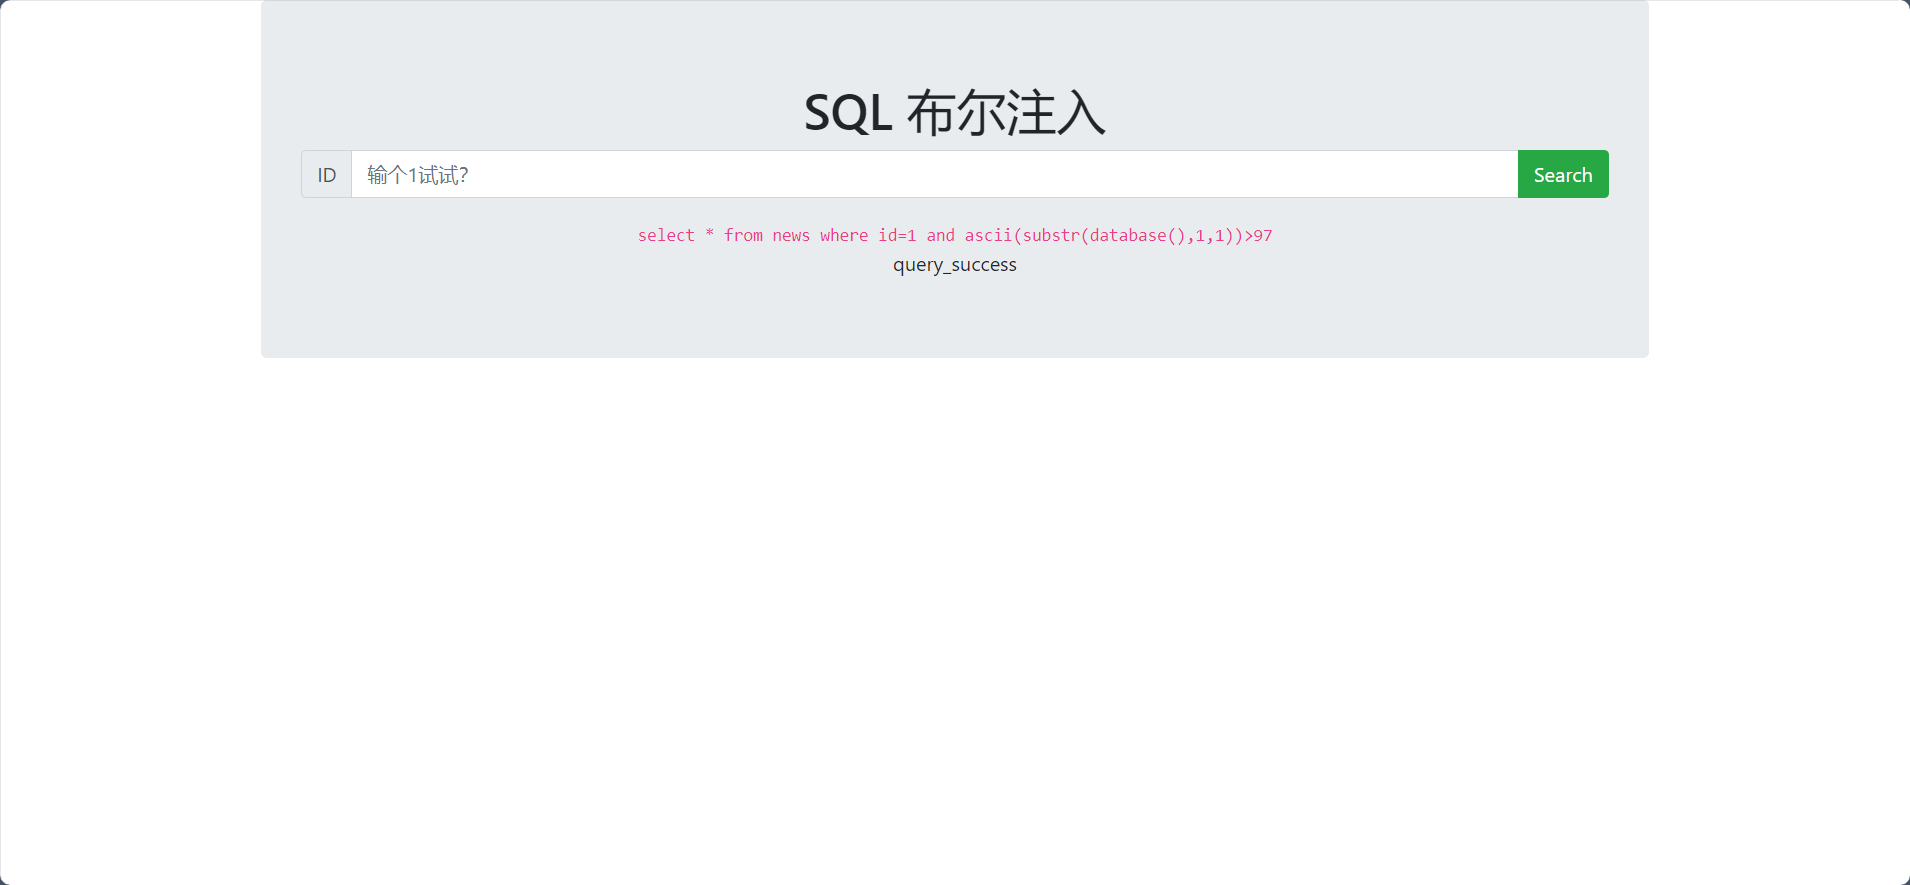 SQL 布尔注入
ID 输个1试试？ Search
select * from news where id=1 and ascii(substr(database(),1,1))>97
query_success